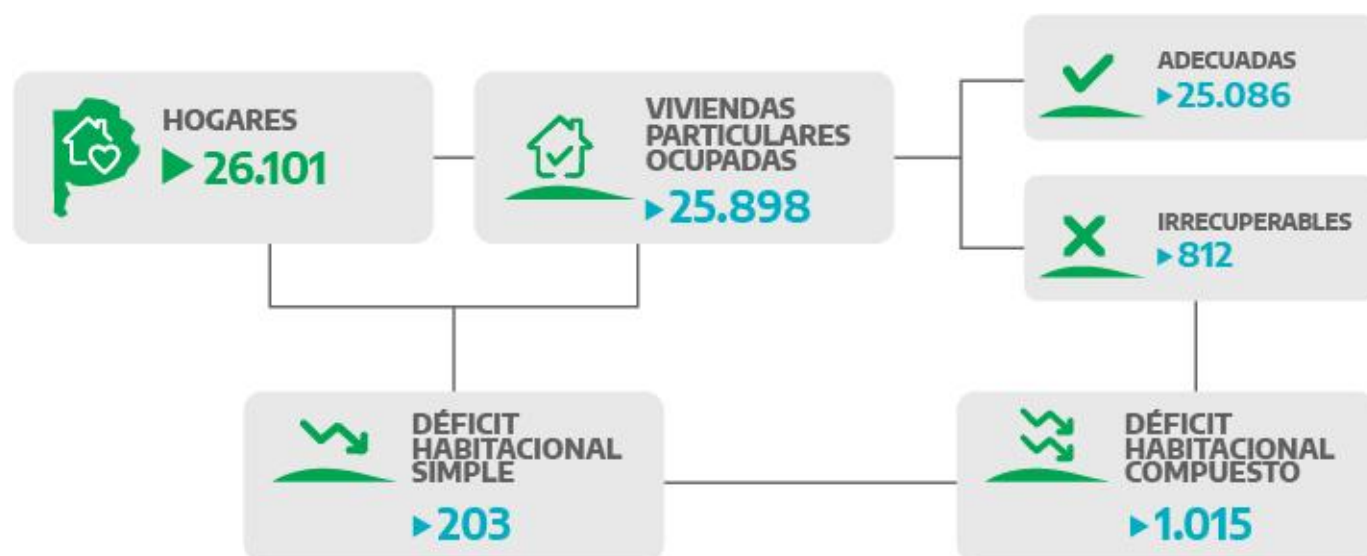 HOGARES
▶ 26.101
VIVIENDAS
PARTICULARES
OCUPADAS
▶25.898
ADECUADAS
▶25.086
IRRECUPERABLES
▶812
DÉFICIT
HABITACIONAL
SIMPLE
▶203
DÉFICIT
HABITACIONAL
COMPUESTO
▶1.015